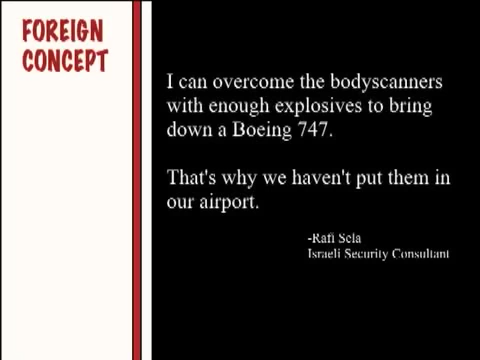 FOREIGN
CONCEPT
I can overcome the bodyscanners
with enough explosives to bring
down a Boeing 747.
That's why we haven't put them in
our airport.
-Rafi Sela
Israeli Security Consultant